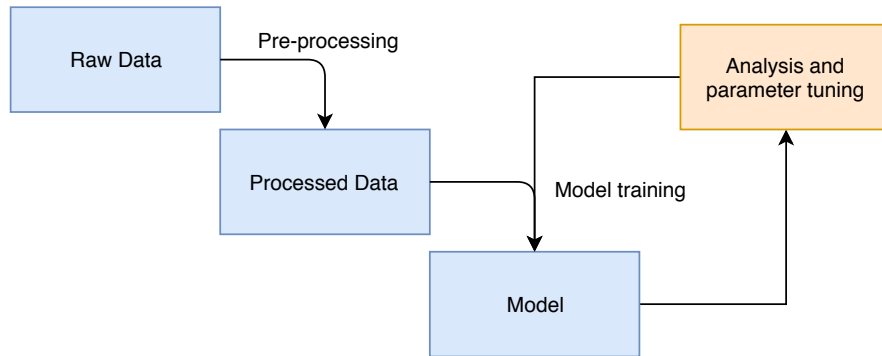 Raw Data
Pre-processing
Analysis and
parameter tuning
Processed Data
Model training
Model